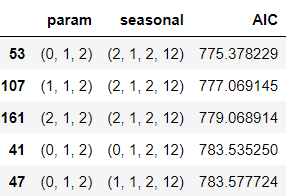 param seasonal AIC
53 (0, 1, 2) (2, 1, 2, 12) 775.378229
107 (1, 1, 2) (2, 1, 2, 12) 777.069145
161 (2, 1, 2) (2, 1, 2, 12) 779.068914
41 (0, 1, 2) (0, 1, 2, 12) 783.535250
47 (0, 1, 2) (1, 1, 2, 12) 783.577724